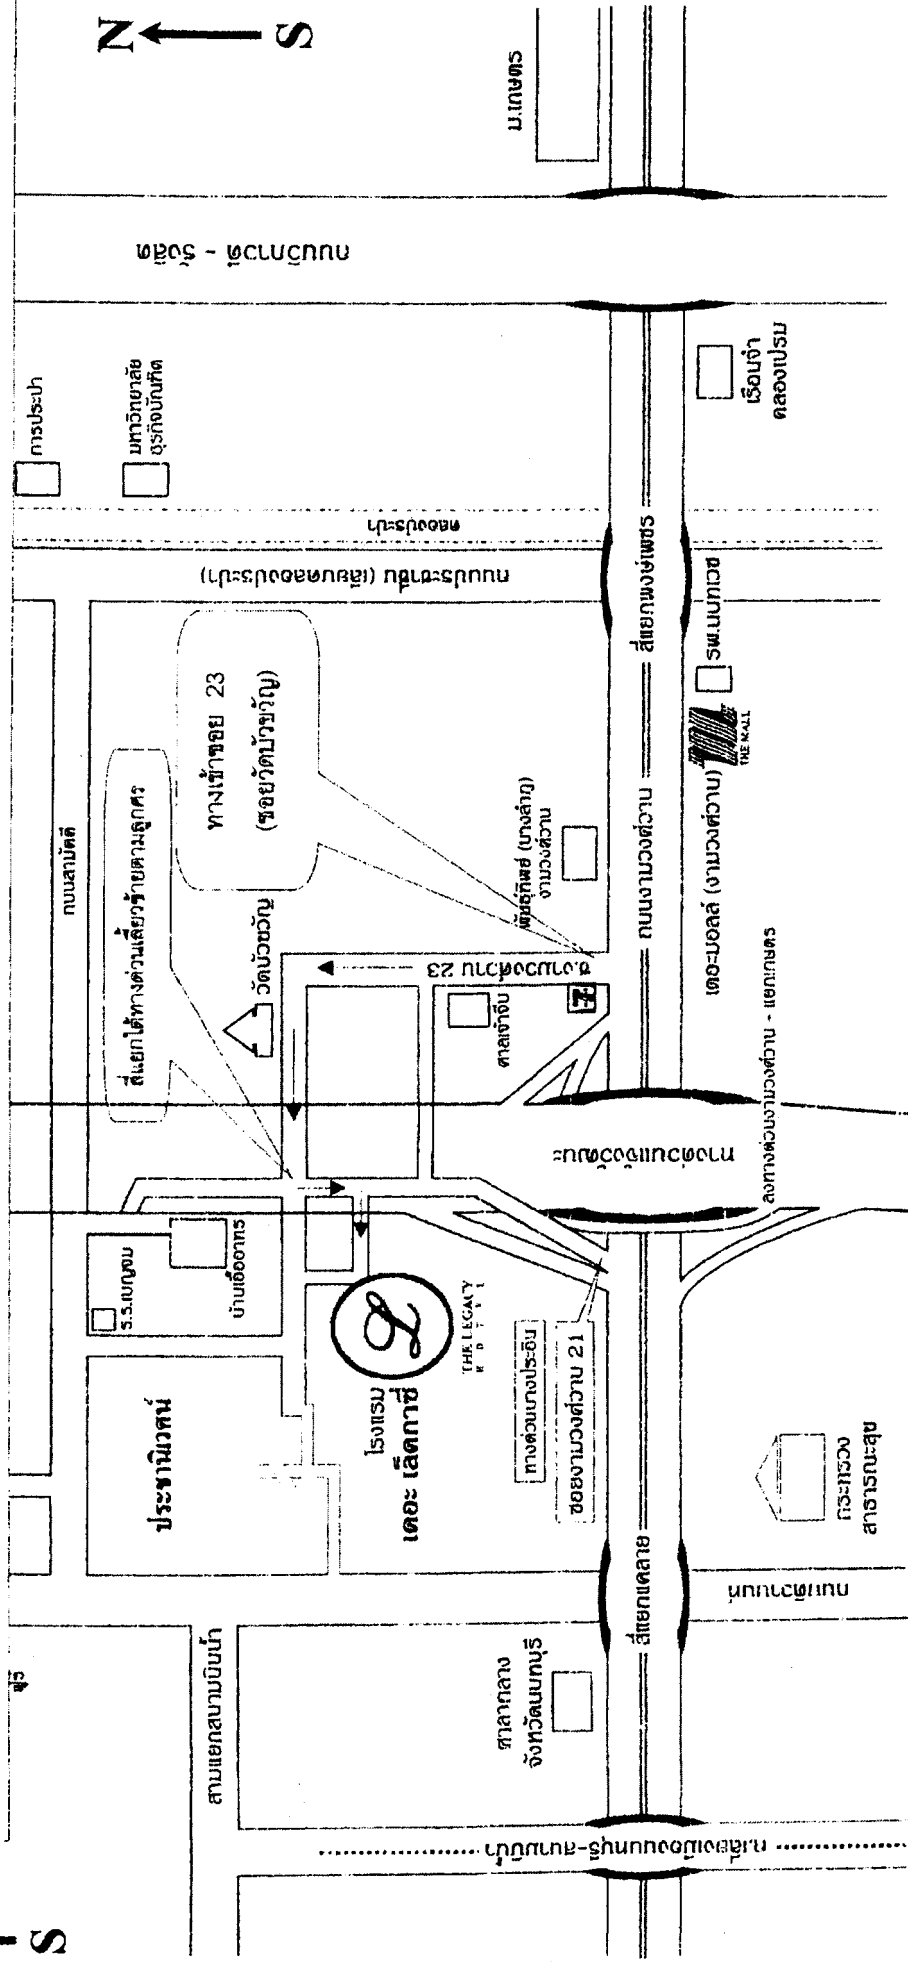 N
S
ม.เกษตร
ถนนวิภาวดี - รังสิต
การประปา
มหาวิทยาลัย
ธุรกิจบัณฑิต
เรือนจำ
คลองเปรม
คลองประปา
ถนนประชาชื่น (เลียบคลองประปา)
สี่แยกพงษ์เพชร
รพ.นนทเวช
THE MALL
เดอะมอลล์ (งามวงศ์วาน)
ถนนงามวงศ์วาน
ถนนสามัคคี
ทางเข้าซอย 23
(ซอยวัดบัวขวัญ)
สี่แยกใต้ทางด่วนเลี้ยวซ้ายตามลูกศร
พันธุ์ทิพย์ (บางลำภู)
งามวงศ์วาน
วัดบัวขวัญ
ซ.งามวงศ์วาน 23
ศาลเจ้าจีน
7
ทางด่วนแจ้งวัฒนะ
ลงทางด่วนงามวงศ์วาน - แยกเกษตร
ร.ร.เบญจม
บ้านเอื้ออาทร
THE LEGACY
HOTEL
โรงแรม
เดอะ เล็คกาซี่
ทางด่วนบางปะอิน
ซอยงามวงศ์วาน 21
ประชานิเวศน์
กระทรวง
สาธารณะสุข
สี่แยกแคลาย
ถนนติวานนท์
สามแยกสนามบินน้ำ
ศาลากลาง
จังหวัดนนทบุรี
ถ.เลี่ยงเมืองนนทบุรี-สนามบินน้ำ
S